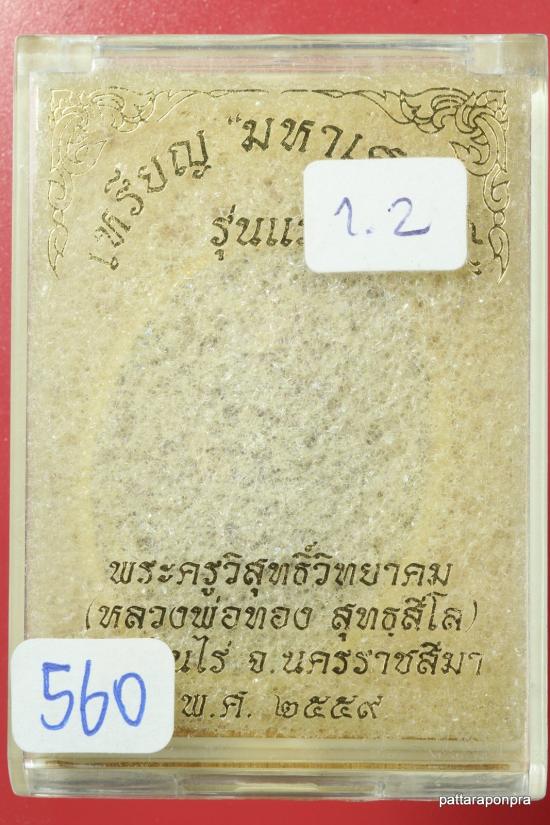 เหรียญ "มหา
รุ่น
1.2
พระครูวิสุทธิ์วิทยาคม
(หลวงพ่อทอง สุทธสีโล)
ไร่ จ.นครราชสีมา
พ.ศ. ๒๕๕๙
560
pattaraponpra